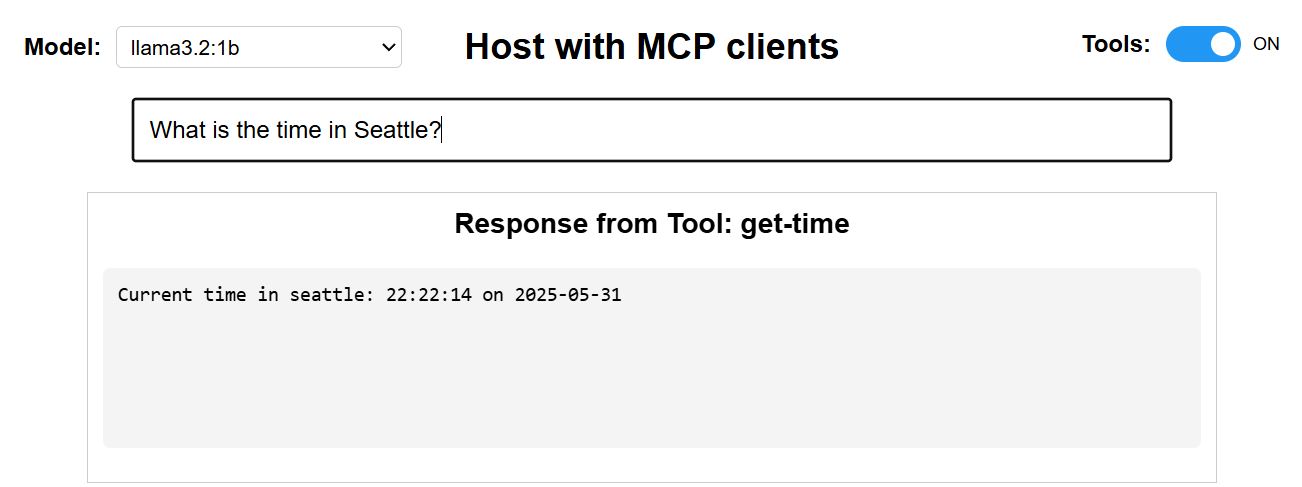 Model: llama3.2:1b Host with MCP clients Tools: ON
What is the time in Seattle?
Response from Tool: get-time
Current time in seattle: 22:22:14 on 2025-05-31